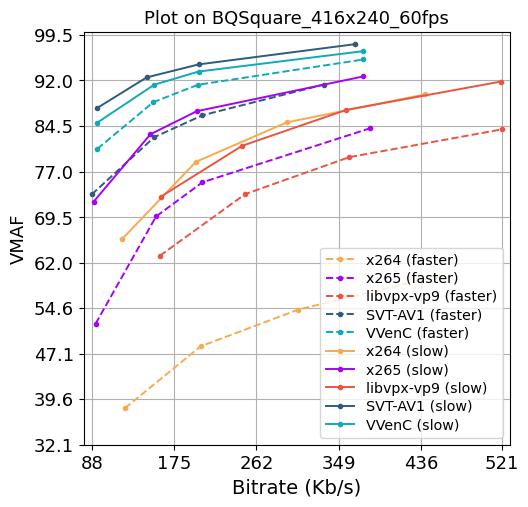 Plot on BQSquare_416x240_60fps
99.5
92.0
84.5
77.0
69.5
62.0
54.6
47.1
39.6
32.1
VMAF
x264 (faster)
x265 (faster)
libvpx-vp9 (faster)
SVT-AV1 (faster)
VVenC (faster)
x264 (slow)
x265 (slow)
libvpx-vp9 (slow)
SVT-AV1 (slow)
VVenC (slow)
88 175 262 349 436 521
Bitrate (Kb/s)